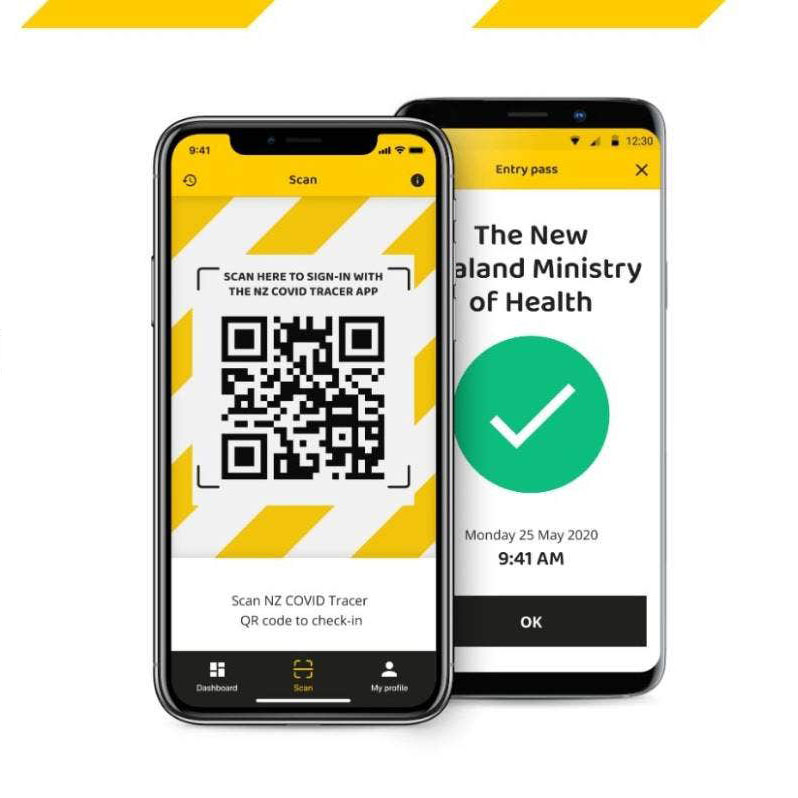 9:41
Scan
SCAN HERE TO SIGN-IN WITH
THE NZ COVID TRACER APP
Scan NZ COVID Tracer
QR code to check-in
Dashboard
Scan
My profile
12:30
Entry pass
The New
aland Ministry
of Health
Monday 25 May 2020
9:41 AM
OK